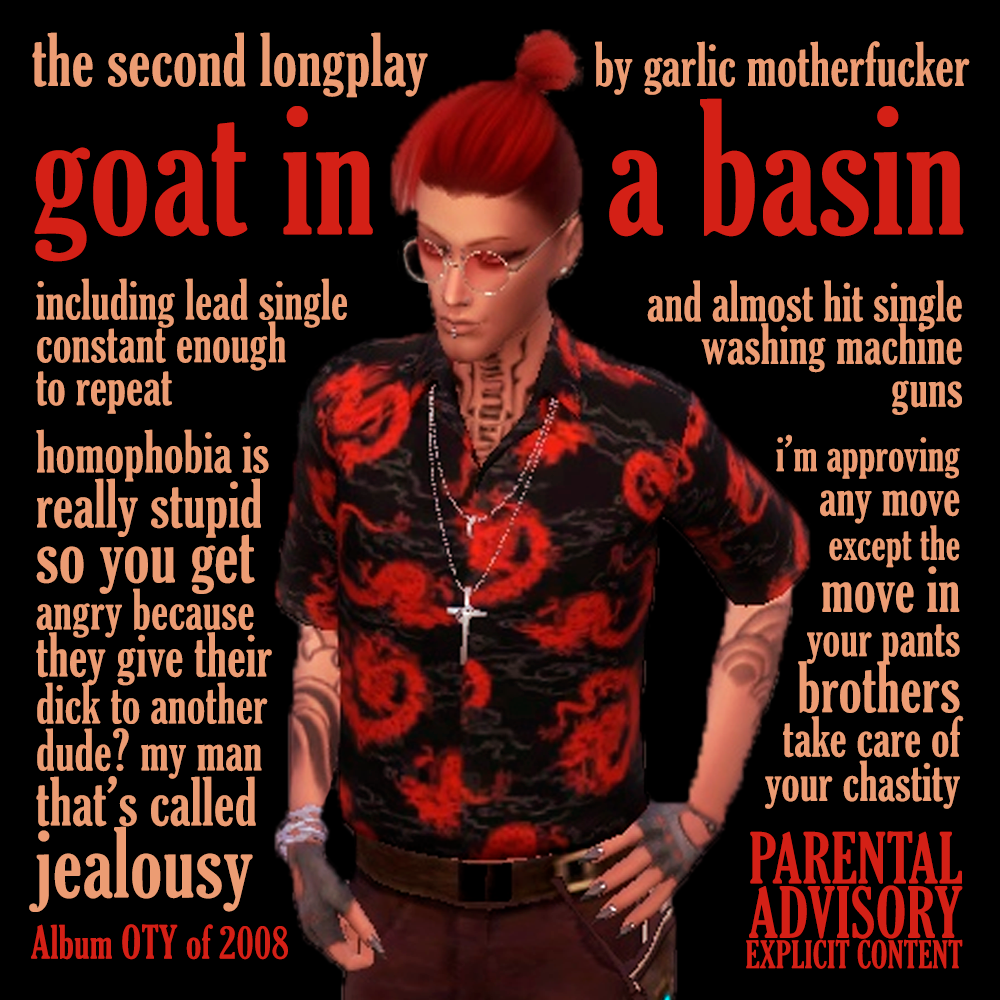 the second longplay
by garlic motherfucker
goat in
a basin
including lead single
constant enough
to repeat
and almost hit single
washing machine
guns
homophobia is
really stupid
so you get
angry because
they give their
dick to another
dude? my man
that's called
jealousy
i'm approving
any move
except the
move in
your pants
brothers
take care of
your chastity
Album OTY of 2008
PARENTAL
ADVISORY
EXPLICIT CONTENT